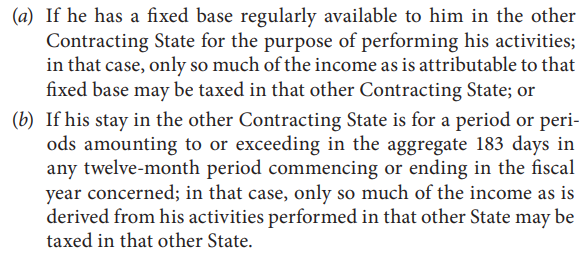 (a) If he has a fixed base regularly available to him in the other
Contracting State for the purpose of performing his activities;
in that case, only so much of the income as is attributable to that
fixed base may be taxed in that other Contracting State; or
(b) If his stay in the other Contracting State is for a period or peri-
ods amounting to or exceeding in the aggregate 183 days in
any twelve-month period commencing or ending in the fiscal
year concerned; in that case, only so much of the income as is
derived from his activities performed in that other State may be
taxed in that other State.